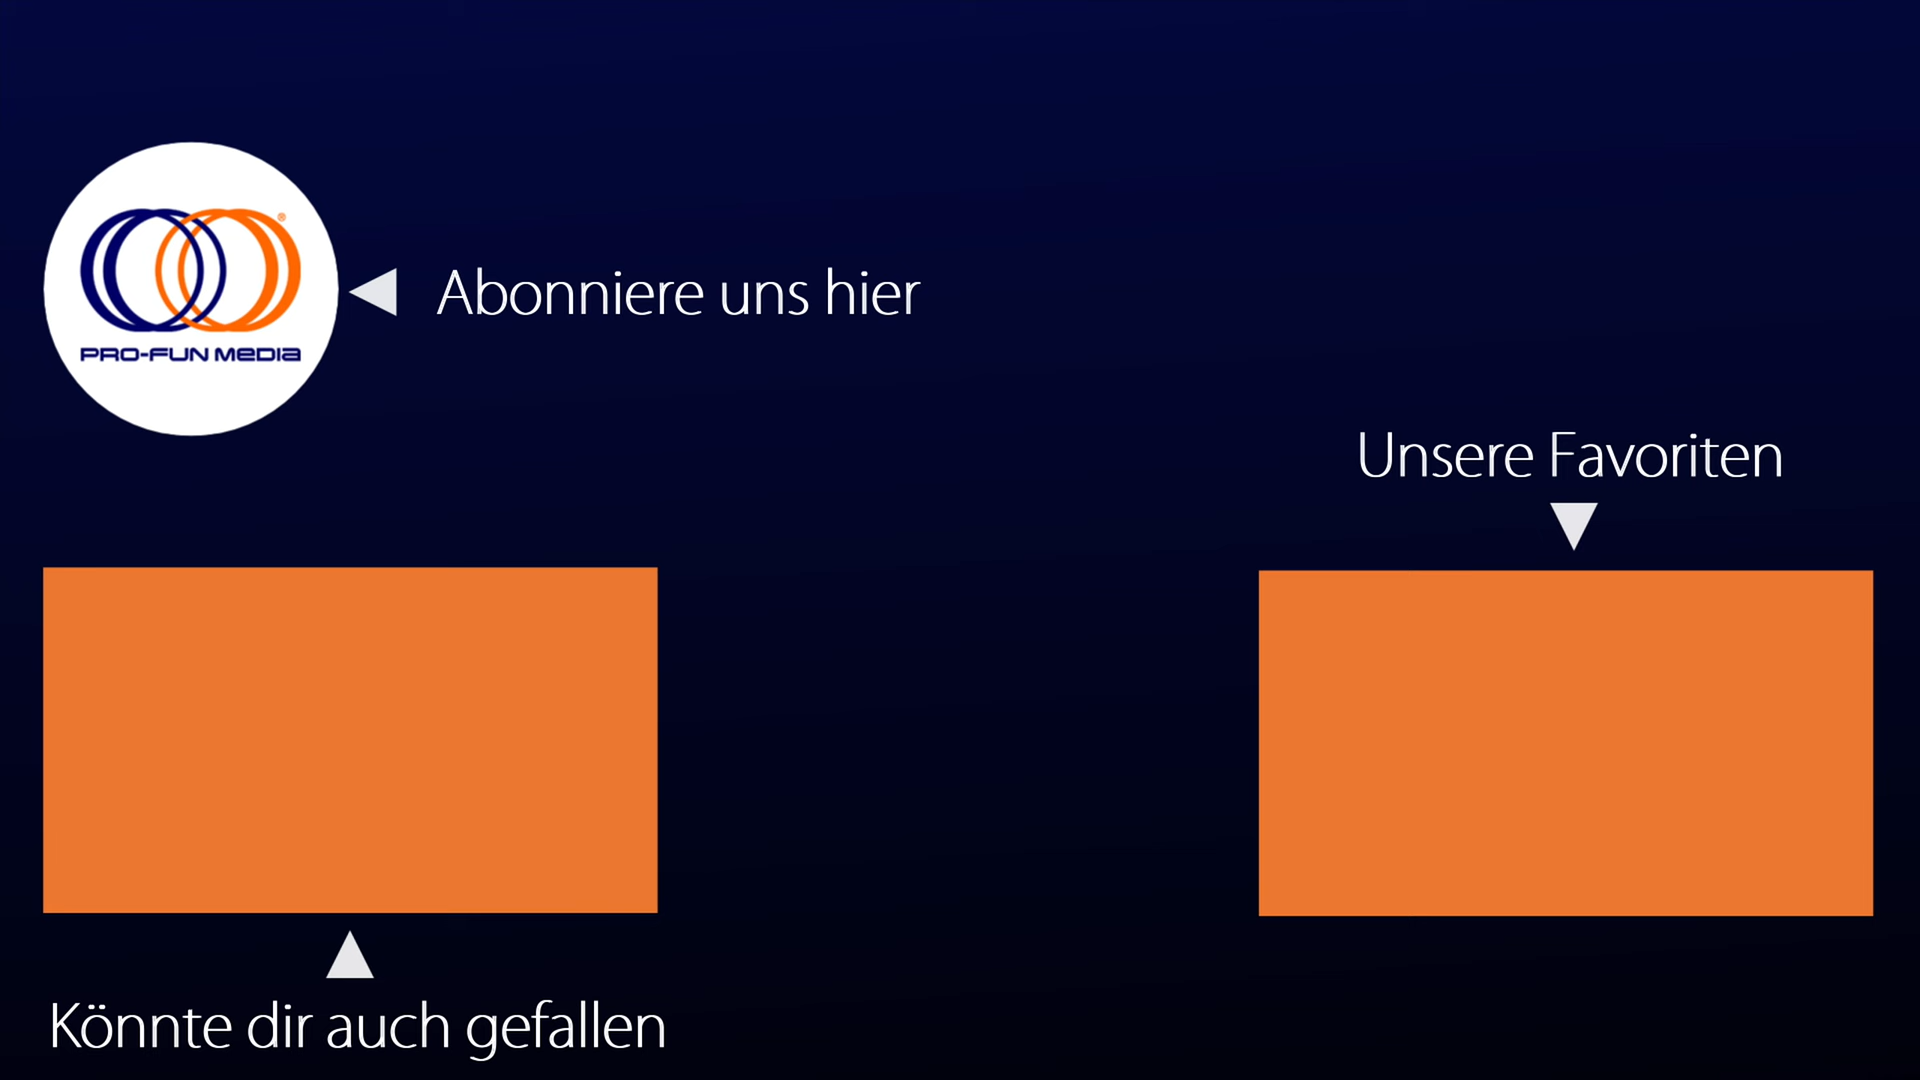 ®
PRO-FUN MEDIA
Abonniere uns hier
Unsere Favoriten
Könnte dir auch gefallen